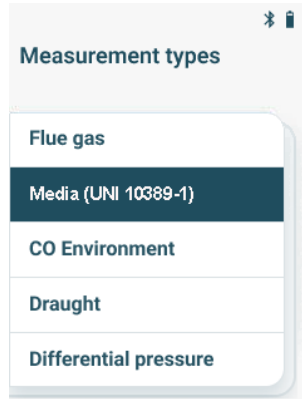 Measurement types
Flue gas
Media (UNI 10389-1)
CO Environment
Draught
Differential pressure